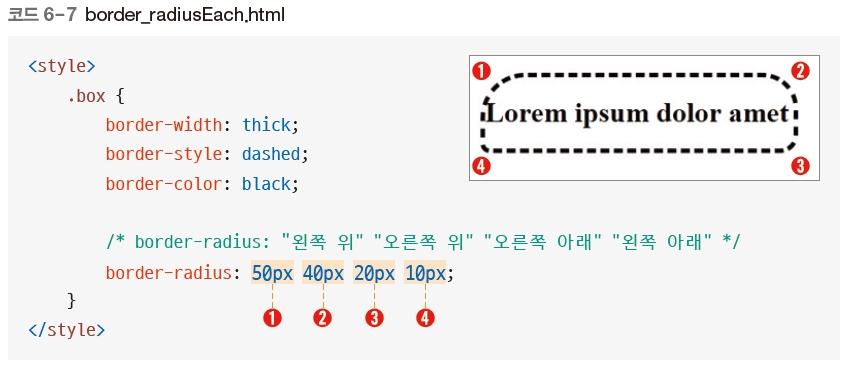 코드 6-7 border_radiusEach.html
<style>
.box {
border-width: thick;
border-style: dashed;
border-color: black;
/* border-radius: "왼쪽 위" "오른쪽 위" "오른쪽 아래" "왼쪽 아래" */
border-radius: 50px 40px 20px 10px;
❶ ❷ ❸ ❹
}
</style>
❶ ❷
Lorem ipsum dolor amet
❹ ❸